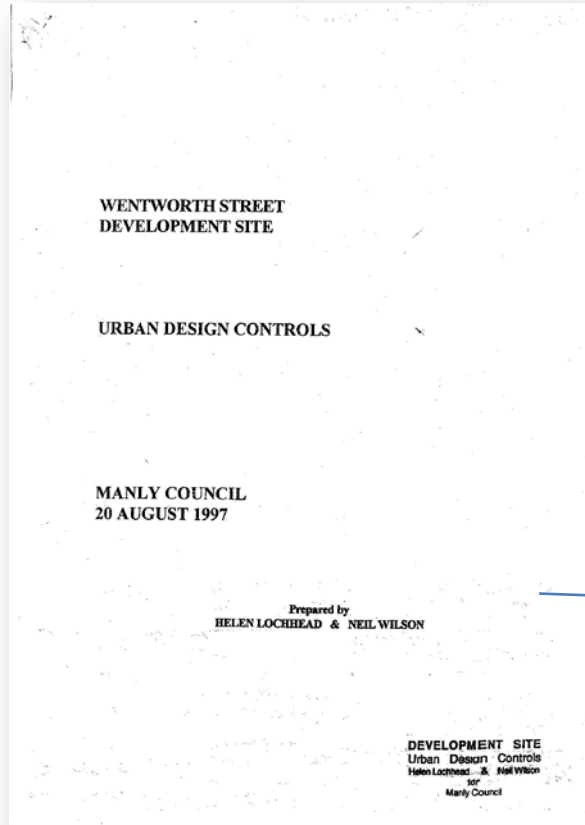 WENTWORTH STREET
DEVELOPMENT SITE
URBAN DESIGN CONTROLS
MANLY COUNCIL
20 AUGUST 1997
Prepared by
HELEN LOCHHEAD & NEIL WILSON
DEVELOPMENT SITE
Urban Design Controls
Helen Lochhead & Neil Wilson
for
Manly Council